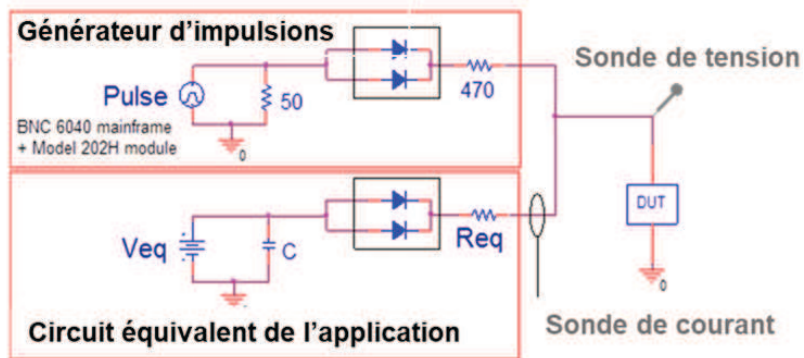 Générateur d'impulsions
Sonde de tension
Pulse
50
470
BNC 6040 mainframe
+ Model 202H module
0
DUT
Veq
C
Req
0
Sonde de courant
Circuit équivalent de l'application